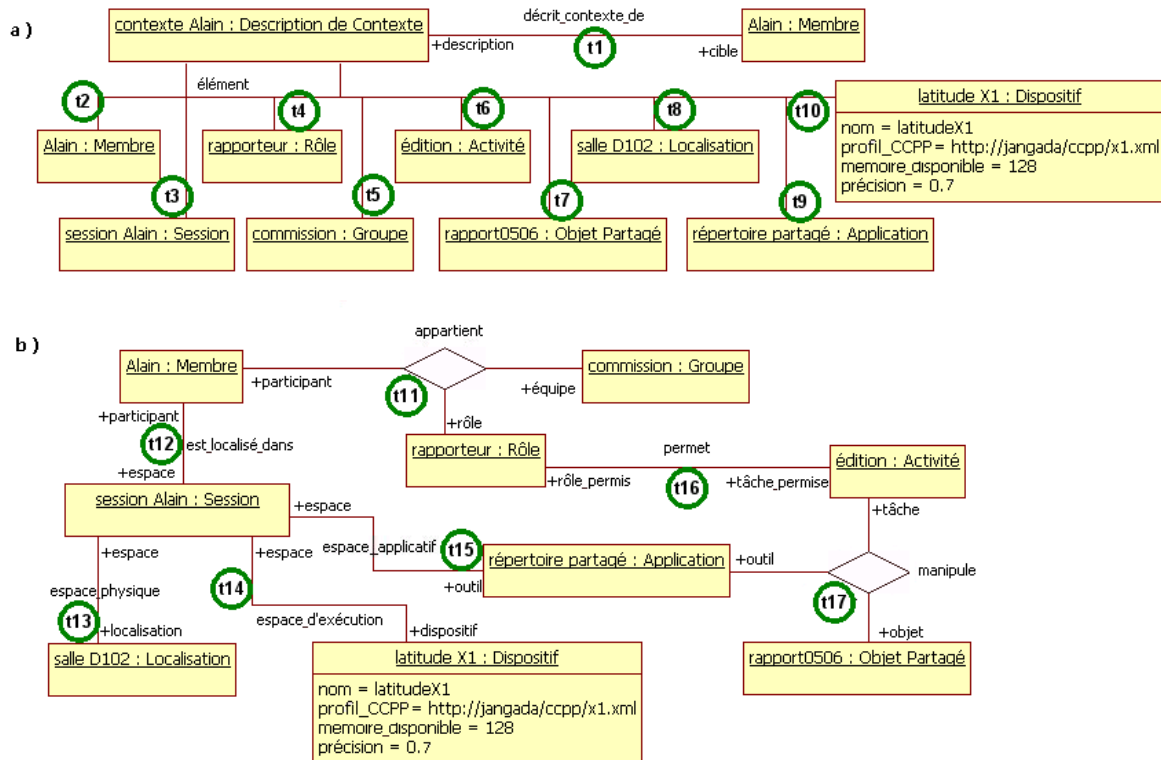 a )
contexte Alain : Description de Contexte
décrit_contexte_de
Alain : Membre
+description
t1
+cible
élément
t2
t4
t6
t8
t10
latitude X1 : Dispositif
nom = latitudeX1
profil_CCPP = http://jangada/ccpp/x1.xml
memoire_disponible = 128
précision = 0.7
Alain : Membre
rapporteur : Rôle
édition : Activité
salle D102 : Localisation
t3
t5
t7
t9
session Alain : Session
commission : Groupe
rapport0506 : Objet Partagé
répertoire partagé : Application
b )
appartient
Alain : Membre
commission : Groupe
+participant
+équipe
t11
+participant
+rôle
t12
est_localisé_dans
rapporteur : Rôle
permet
édition : Activité
+espace
+rôle_permis
t16
+tâche_permise
session Alain : Session
+espace
+tâche
+espace
+espace
espace_applicatif
t15
répertoire partagé : Application
+outil
manipule
espace_physique
t14
+outil
t17
t13
+localisation
espace_d'exécution
+dispositif
+objet
salle D102 : Localisation
latitude X1 : Dispositif
rapport0506 : Objet Partagé
nom = latitudeX1
profil_CCPP = http://jangada/ccpp/x1.xml
memoire_disponible = 128
précision = 0.7